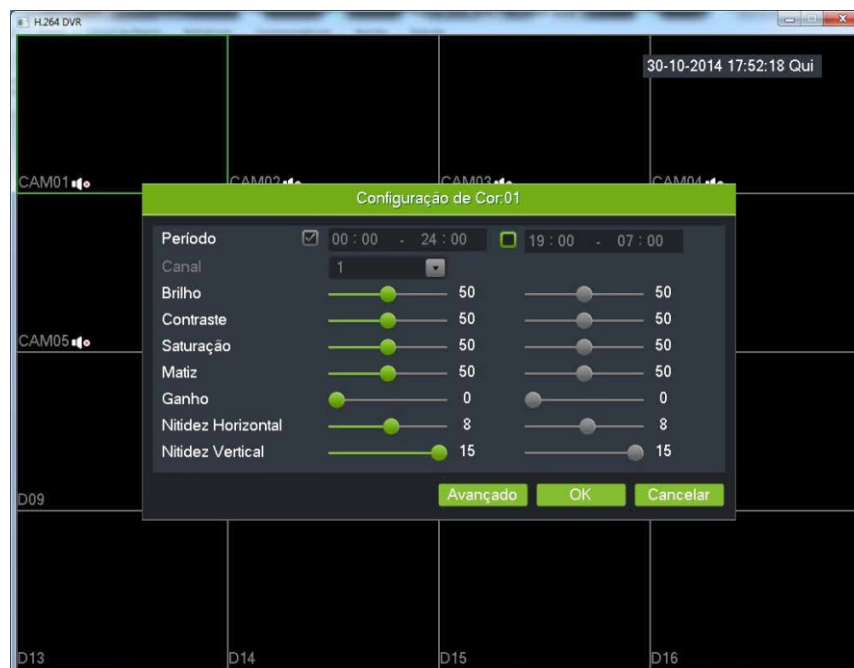 H.264 DVR
30-10-2014 17:52:18 Qui
CAM01
CAM02
CAM03
CAM04
Configuração de Cor:01
Período 00:00 - 24:00 19:00 - 07:00
Canal 1
Brilho 50 50
Contraste 50 50
CAM05
Saturação 50 50
Matiz 50 50
Ganho 0 0
Nitidez Horizontal 8 8
Nitidez Vertical 15 15
Avançado OK Cancelar
D09
D13 D14 D15 D16